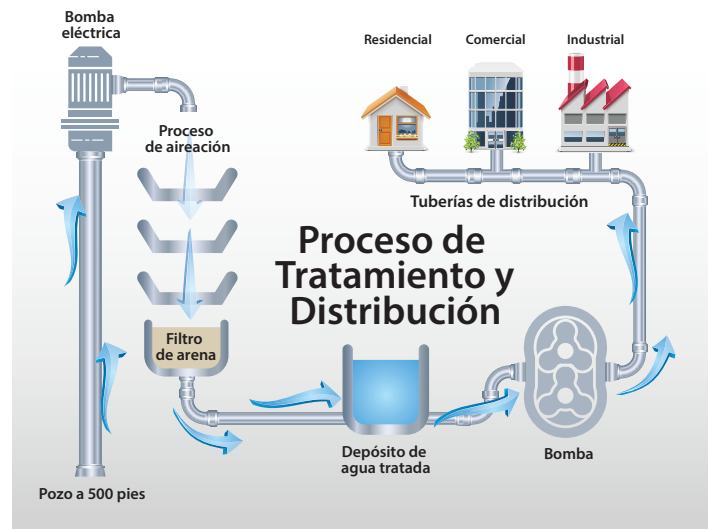 Bomba
eléctrica
Residencial
Comercial
Industrial
Proceso
de aireación
Tuberías de distribución
Proceso de
Tratamiento y
Distribución
Filtro
de arena
Depósito de
agua tratada
Bomba
Pozo a 500 pies